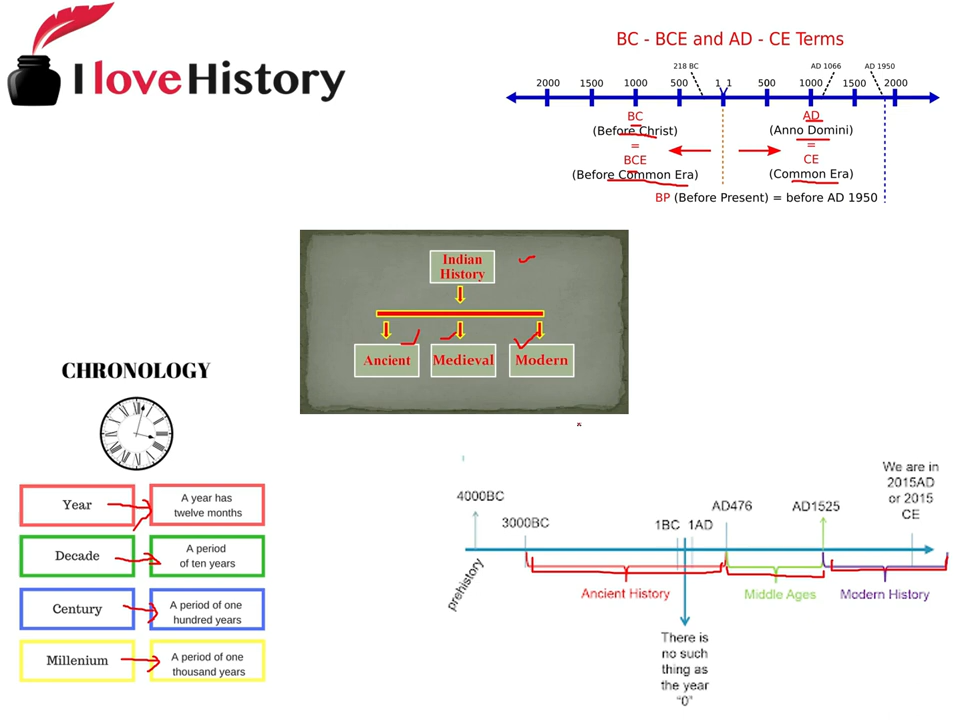 I love History
BC - BCE and AD - CE Terms
218 BC AD 1066 AD 1950
2000 1500 1000 500 1 1 500 1000 1500 2000
BC
(Before Christ)
=
BCE
(Before Common Era)
AD
(Anno Domini)
=
CE
(Common Era)
BP (Before Present) = before AD 1950
Indian
History
Ancient Medieval Modern
CHRONOLOGY
Year
A year has
twelve months
Decade
A period
of ten years
Century
A period of one
hundred years
Millenium
A period of one
thousand years
4000BC
3000BC
1BC 1AD
AD476
AD1525
We are in
2015AD
or 2015
CE
prehistory
Ancient History
Middle Ages
Modern History
There is
no such
thing as
the year
"0"